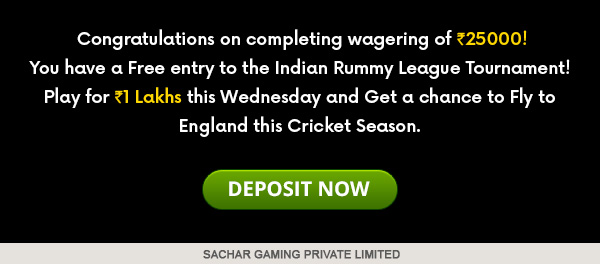 Congratulations on completing wagering of ₹25000!
You have a Free entry to the Indian Rummy League Tournament!
Play for ₹1 Lakhs this Wednesday and Get a chance to Fly to
England this Cricket Season.
DEPOSIT NOW
SACHAR GAMING PRIVATE LIMITED